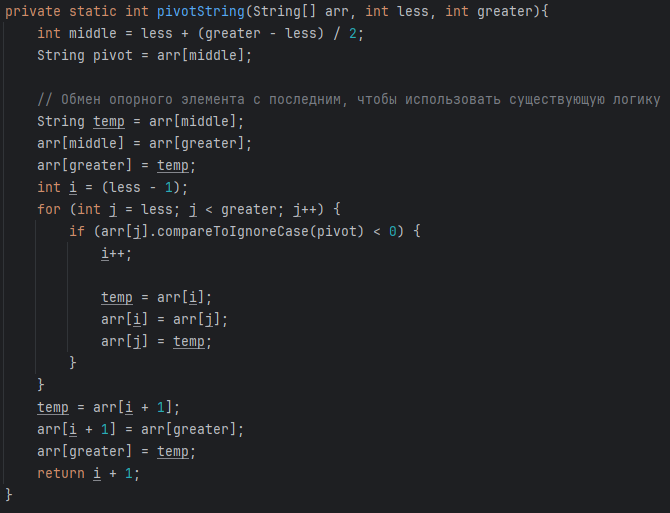 private static int pivotString(String[] arr, int less, int greater){
    int middle = less + (greater - less) / 2;
    String pivot = arr[middle];

    // Обмен опорного элемента с последним, чтобы использовать существующую логику
    String temp = arr[middle];
    arr[middle] = arr[greater];
    arr[greater] = temp;
    int i = (less - 1);
    for (int j = less; j < greater; j++) {
        if (arr[j].compareToIgnoreCase(pivot) < 0) {
            i++;

            temp = arr[i];
            arr[i] = arr[j];
            arr[j] = temp;
        }
    }
    temp = arr[i + 1];
    arr[i + 1] = arr[greater];
    arr[greater] = temp;
    return i + 1;
}